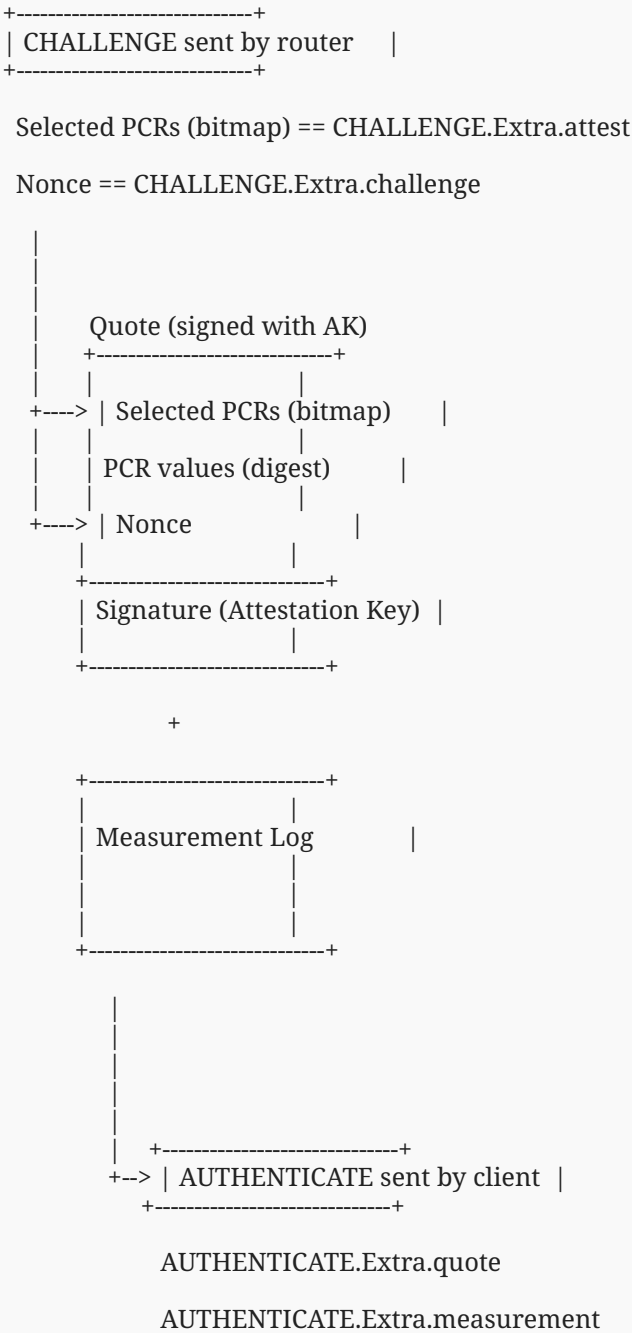 +------------------------------+
| CHALLENGE sent by router     |
+------------------------------+
Selected PCRs (bitmap) == CHALLENGE.Extra.attest
Nonce == CHALLENGE.Extra.challenge
|
|
|
|       Quote (signed with AK)
|      +------------------------------+
|      |                              |
+----> | Selected PCRs (bitmap)       |
|      |                              |
|      | PCR values (digest)          |
|      |                              |
+----> | Nonce                        |
|                              |
+------------------------------+
| Signature (Attestation Key)  |
|                              |
+------------------------------+
+
+------------------------------+
|                              |
| Measurement Log              |
|                              |
|                              |
|                              |
+------------------------------+
|
|
|
|
|
|    +------------------------------+
+--> | AUTHENTICATE sent by client  |
+------------------------------+
AUTHENTICATE.Extra.quote
AUTHENTICATE.Extra.measurement